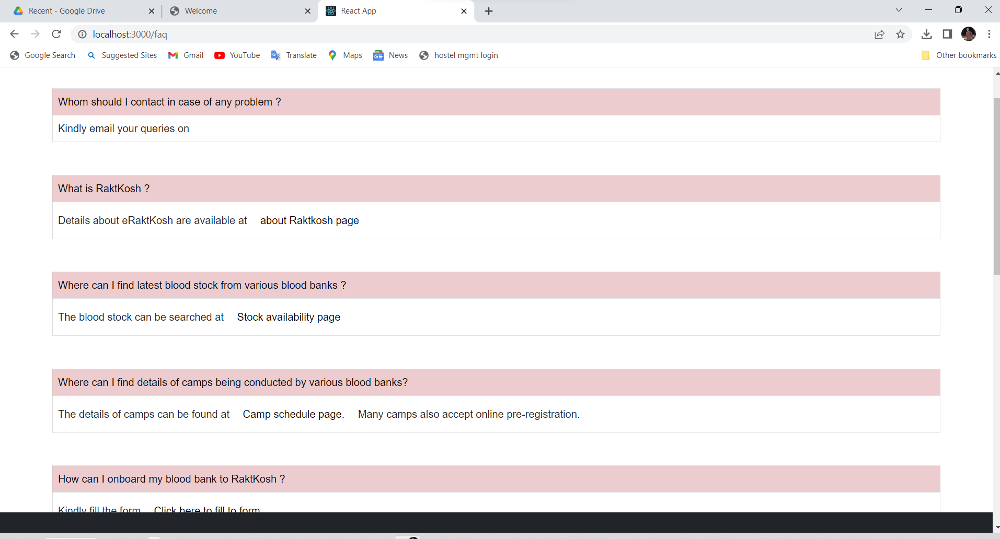 Recent - Google Drive
Welcome
React App
localhost:3000/faq
Google Search
Suggested Sites
Gmail
YouTube
Translate
Maps
News
hostel mgmt login
Other bookmarks
Whom should I contact in case of any problem ?
Kindly email your queries on
What is RaktKosh ?
Details about eRaktKosh are available at about Raktkosh page
Where can I find latest blood stock from various blood banks ?
The blood stock can be searched at Stock availability page
Where can I find details of camps being conducted by various blood banks?
The details of camps can be found at Camp schedule page. Many camps also accept online pre-registration.
How can I onboard my blood bank to RaktKosh ?
Kindly fill the form Click here to fill to form